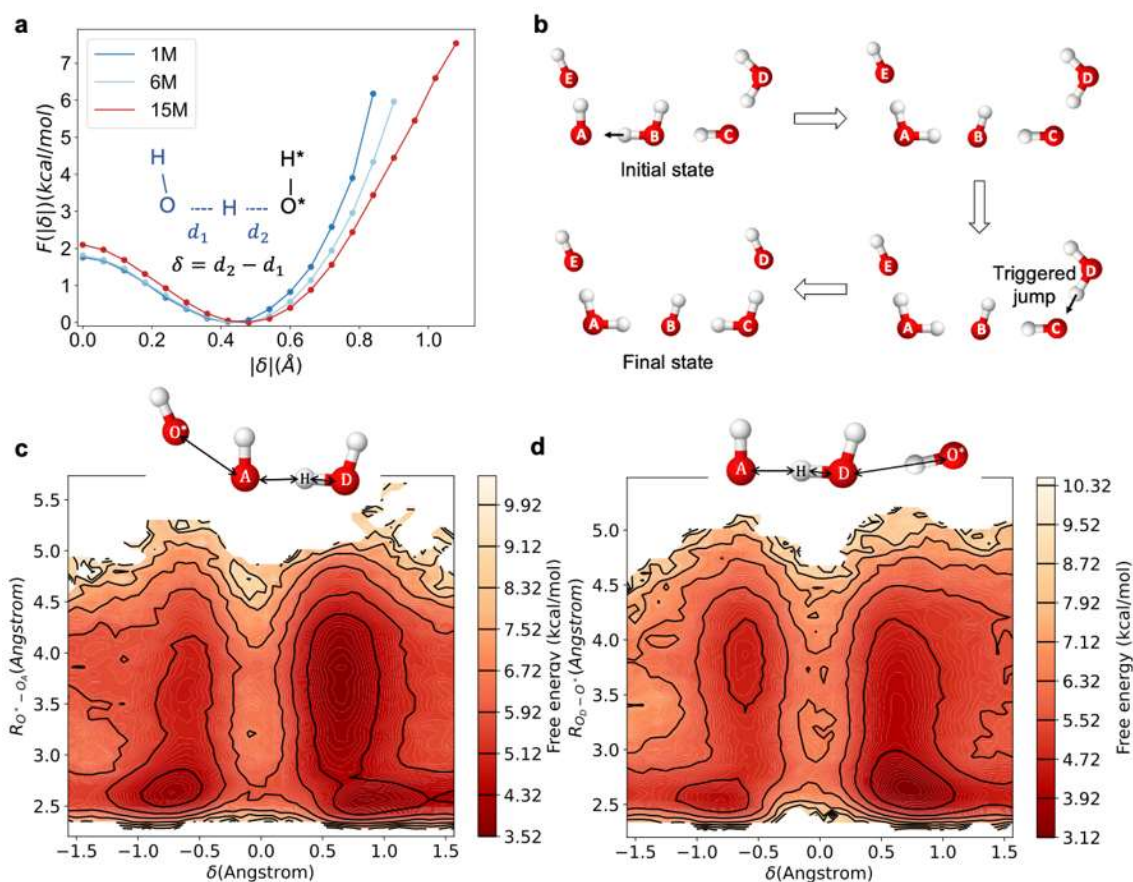 a
F(|δ|)(kcal/mol)
7
6
5
4
3
2
1
0
1M
6M
15M
H
O
H
H*
O*
d₁
d₂
δ = d₂ − d₁
0.0 0.2 0.4 0.6 0.8 1.0
|δ|(Å)
b
E
D
A
B
C
Initial state
E
D
A
B
C
E
D
A
B
C
Final state
E
D
A
B
C
Triggered
jump
c
O*
A
H
D
R_{O*−O_A}(Angstrom)
5.5
5.0
4.5
4.0
3.5
3.0
2.5
−1.5 −1.0 −0.5 0.0 0.5 1.0 1.5
δ(Angstrom)
9.92
9.12
8.32
7.52
6.72
5.92
5.12
4.32
3.52
Free energy (kcal/mol)
d
A
H
D
O*
R_{O_D−O*}(Angstrom)
5.0
4.5
4.0
3.5
3.0
2.5
−1.5 −1.0 −0.5 0.0 0.5 1.0 1.5
δ(Angstrom)
10.32
9.52
8.72
7.92
7.12
6.32
5.52
4.72
3.92
3.12
Free energy (kcal/mol)